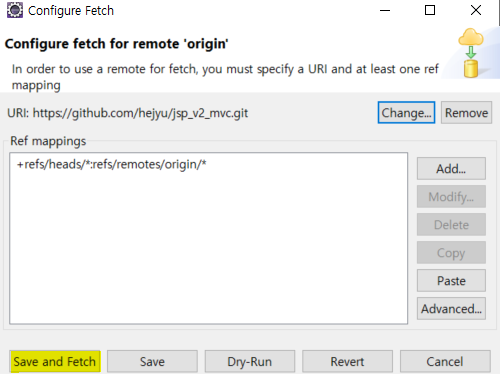 Configure Fetch
Configure fetch for remote 'origin'
In order to use a remote for fetch, you must specify a URI and at least one ref
mapping
URI: https://github.com/hejyu/jsp_v2_mvc.git
Change...
Remove
Ref mappings
+refs/heads/*:refs/remotes/origin/*
Add...
Modify...
Delete
Copy
Paste
Advanced...
Save and Fetch
Save
Dry-Run
Revert
Cancel